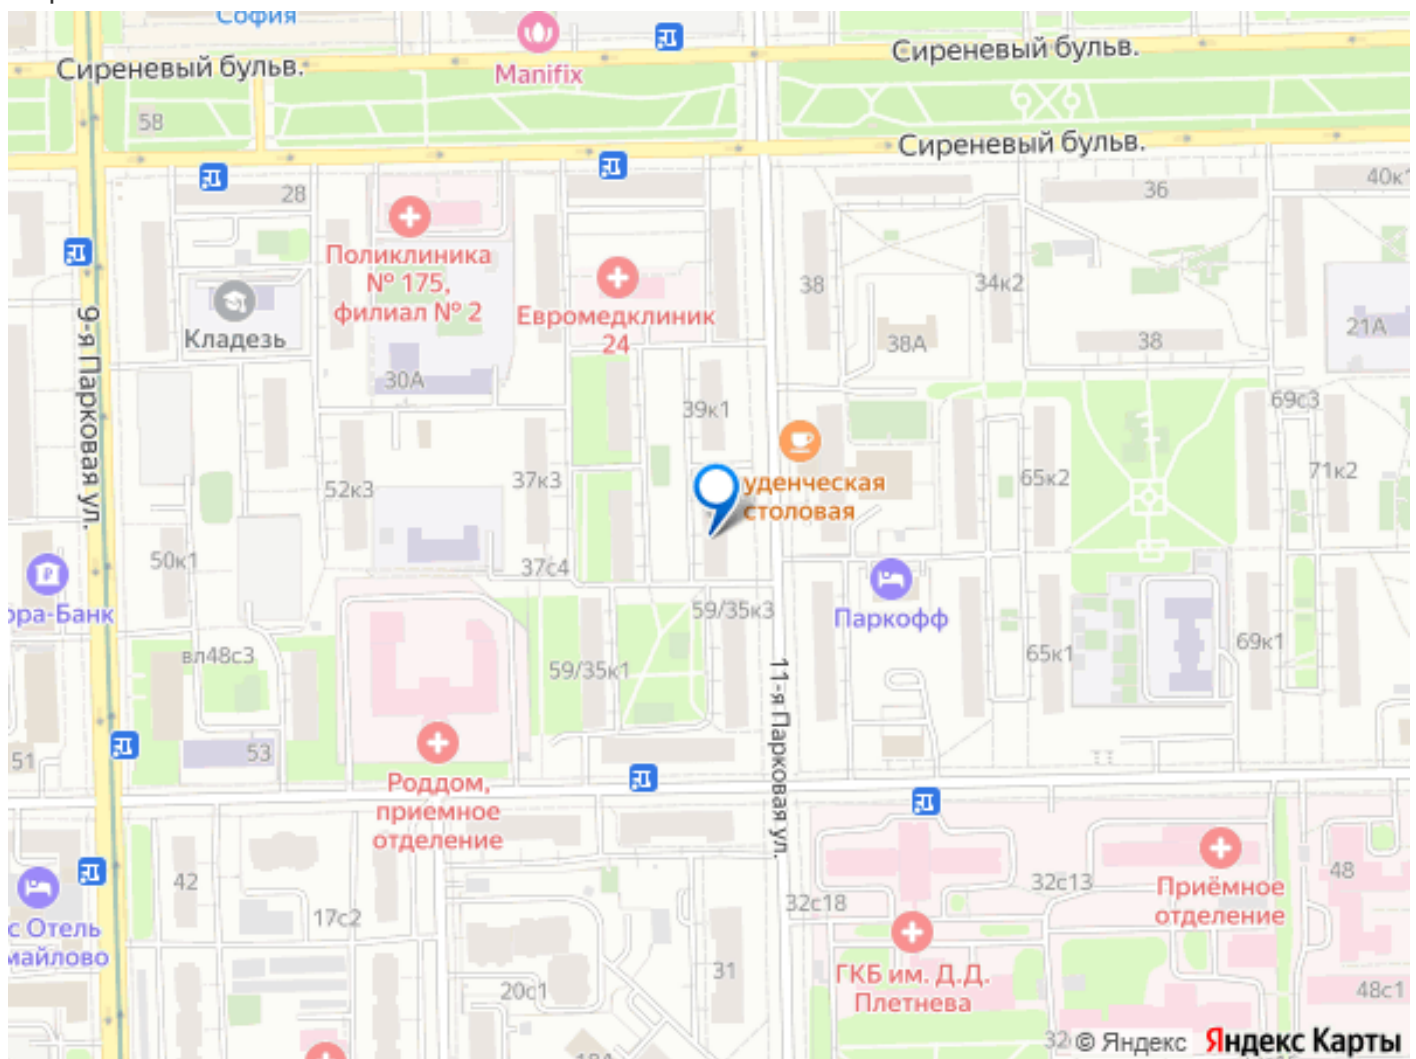 София
Manifix
Сиреневый бульв.
Сиреневый бульв.
58
Сиреневый бульв.
28
36
40к1
Поликлиника
№ 175,
филиал № 2
38
34к2
Евромедклиник
24
Кладезь
38А
38
21А
9-я Парковая ул.
30А
39к1
69с3
52к3
37к3
уденческая
столовая
65к2
71к2
50к1
37с4
ора-Банк
59/35к3
Паркофф
вл48с3
59/35к1
65к1
69к1
11-я Парковая ул.
51
53
Роддом,
приемное
отделение
42
32с13
48
Приёмное
отделение
17с2
32с18
с Отель
майлово
31
ГКБ им. Д.Д.
Плетнева
20с1
48с1
32
© Яндекс
Яндекс Карты